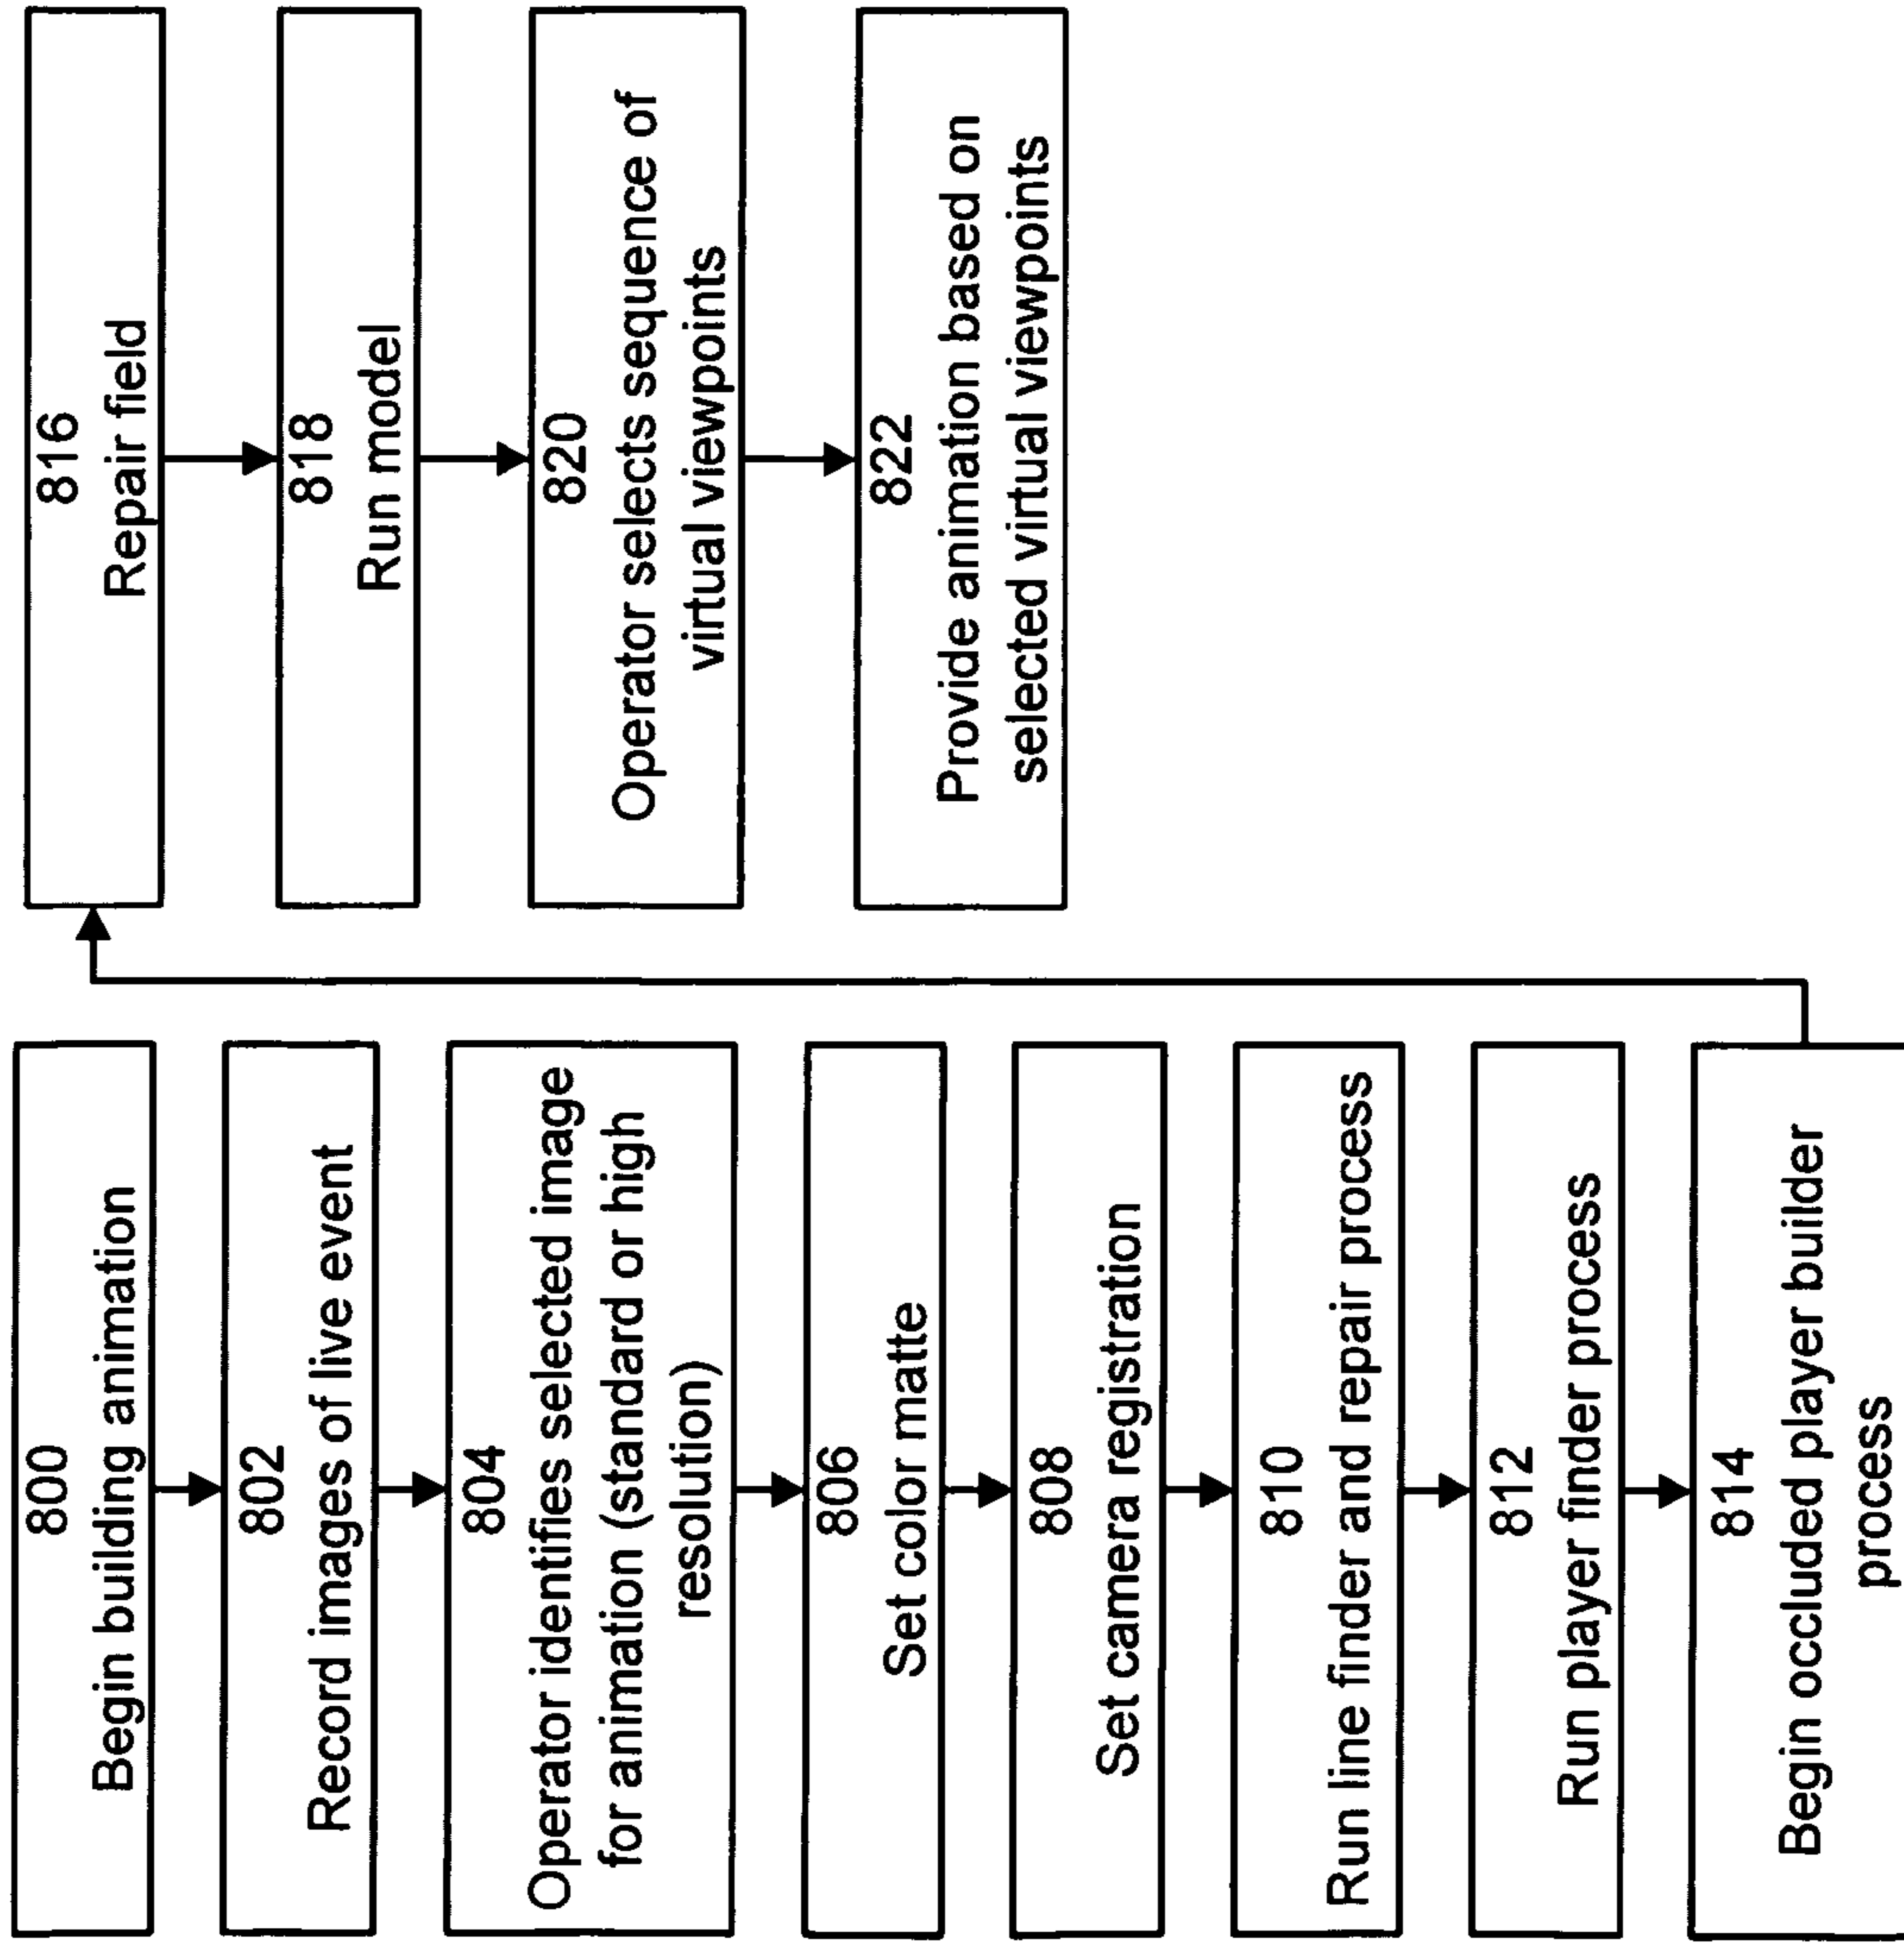 800
Begin building animation
802
Record images of live event
804
Operator identifies selected image
for animation (standard or high
resolution)
806
Set color matte
808
Set camera registration
810
Run line finder and repair process
812
Run player finder process
814
Begin occluded player builder
process
816
Repair field
818
Run model
820
Operator selects sequence of
virtual viewpoints
822
Provide animation based on
selected virtual viewpoints